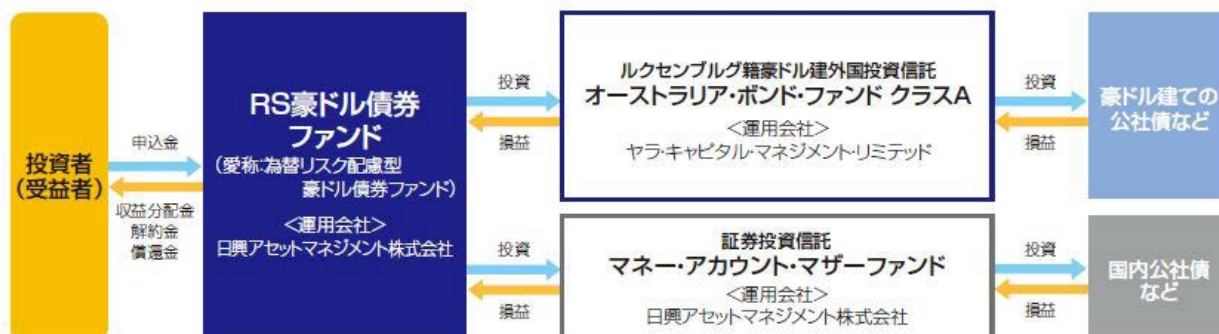 投資者
(受益者)
申込金
収益分配金
解約金
償還金
RS豪ドル債券
ファンド
(愛称:為替リスク配慮型
豪ドル債券ファンド)
<運用会社>
日興アセットマネジメント株式会社
投資
損益
ルクセンブルグ籍豪ドル建外国投資信託
オーストラリア・ボンド・ファンド クラスA
<運用会社>
ヤラ・キャピタル・マネジメント・リミテッド
投資
損益
豪ドル建ての
公社債など
投資
損益
証券投資信託
マネー・アカウント・マザーファンド
<運用会社>
日興アセットマネジメント株式会社
投資
損益
国内公社債
など